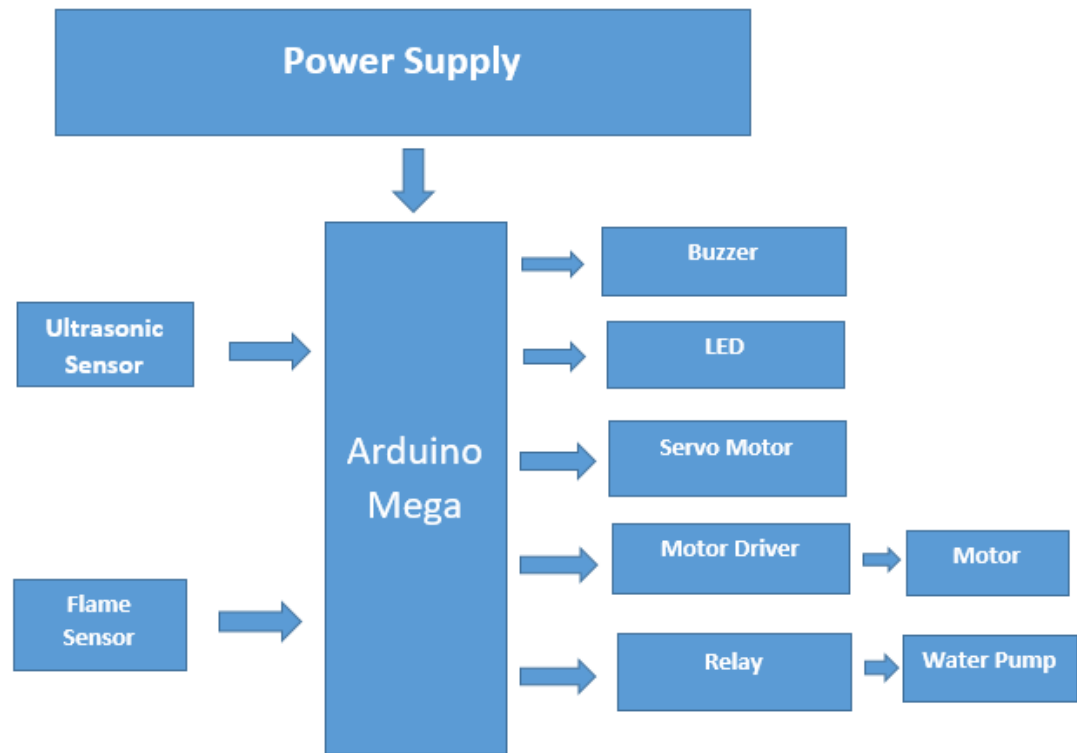 Power Supply
Ultrasonic
Sensor
Flame
Sensor
Arduino
Mega
Buzzer
LED
Servo Motor
Motor Driver
Motor
Relay
Water Pump